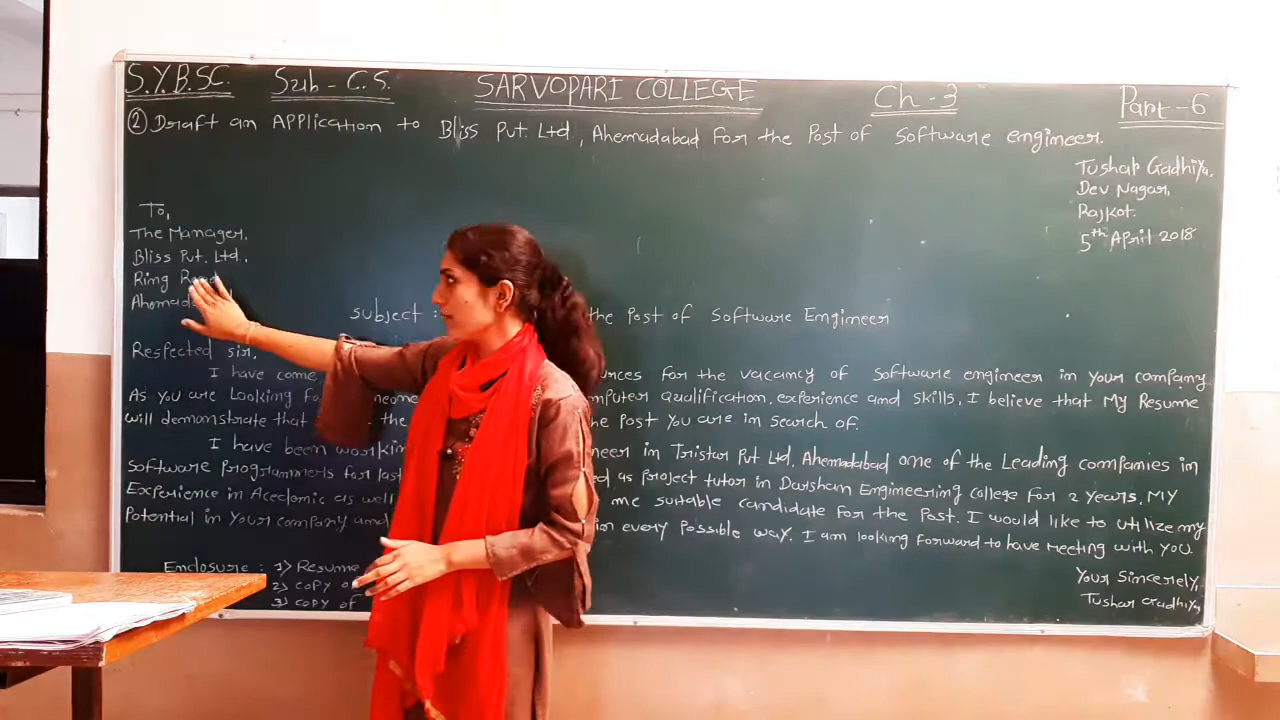 S.Y.B.SC. Sub - C.S. SARVOPARI COLLEGE Ch - 3 Part - 6
② Draft an APPlication to Bliss Pvt. Ltd, Ahemadabad For the Post of Software engineer.
Tushar Gadhiya,
Dev Nagar,
Rajkot.
5th April 2018
To,
The Manager,
Bliss Pvt. Ltd.,
Ring
subject : the Post of Software Engineer
Respected sir,
I have come for the vacancy of Software engineer in your company
As you are Looking qualification, experience and skills, I believe that My Resume
will demonstrate that the the Post you are in search of.
I have been in Tristar Pvt Ltd, Ahemadabad one of the Leading companies in
Software Programmers for last as Project tutor in Darshan Engineering College for 2 years. MY
Experience in Acedomic as well me suitable candidate for the Post. I would like to utilize my
Potential in your company and in every Possible way. I am looking forward to have meeting with you.
Your Sincerely,
Tushar Gadhiya
Enclosure : 1) Resume
2) copy
3) copy of